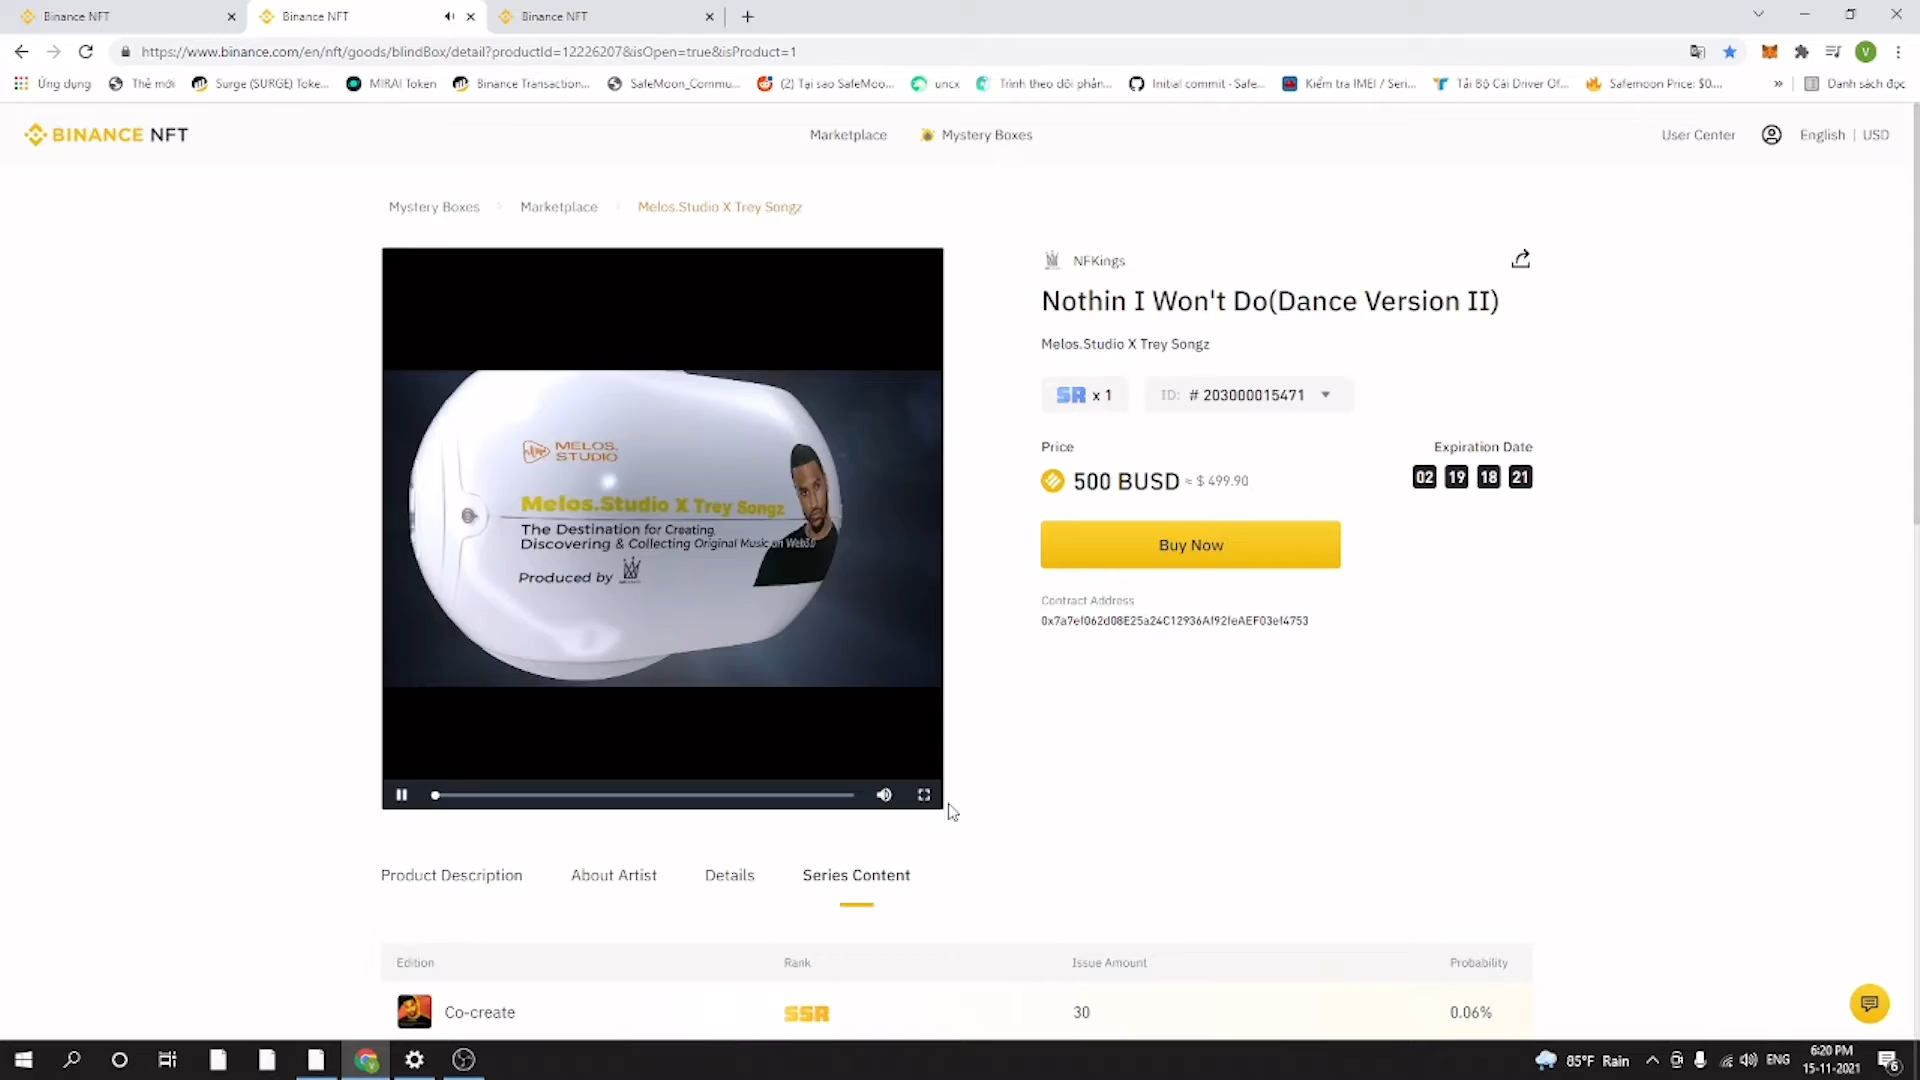 Binance NFT
Binance NFT
Binance NFT
https://www.binance.com/en/nft/goods/blindBox/detail?productId=12226207&isOpen=true&isProduct=1
V
Ứng dụng
Thẻ mới
Surge (SURGE) Toke...
MIRAI Token
Binance Transaction...
SafeMoon_Commu...
(2) Tại sao SafeMoo...
uncx
Trình theo dõi phần...
Initial commit - Safe...
Kiểm tra IMEI / Seri...
Tải Bộ Cài Driver Of...
Safemoon Price: $0....
»
Danh sách đọc
BINANCE NFT
Marketplace
Mystery Boxes
User Center
English | USD
Mystery Boxes
Marketplace
Melos.Studio X Trey Songz
NFKings
Nothin I Won't Do(Dance Version II)
Melos.Studio X Trey Songz
SR x 1
ID: # 203000015471
Price
Expiration Date
500 BUSD ≈ $ 499.90
02 19 18 21
Buy Now
Contract Address
0x7a7ef062d08E25a24C12936Af92feAEF03ef4753
MELOS.
STUDIO
Melos.Studio X Trey Songz
The Destination for Creating,
Discovering & Collecting Original Music on Web3.0
Produced by
Product Description
About Artist
Details
Series Content
Edition
Rank
Issue Amount
Probability
Co-create
SSR
30
0.06%
85°F Rain
ENG
6:20 PM
15-11-2021
6